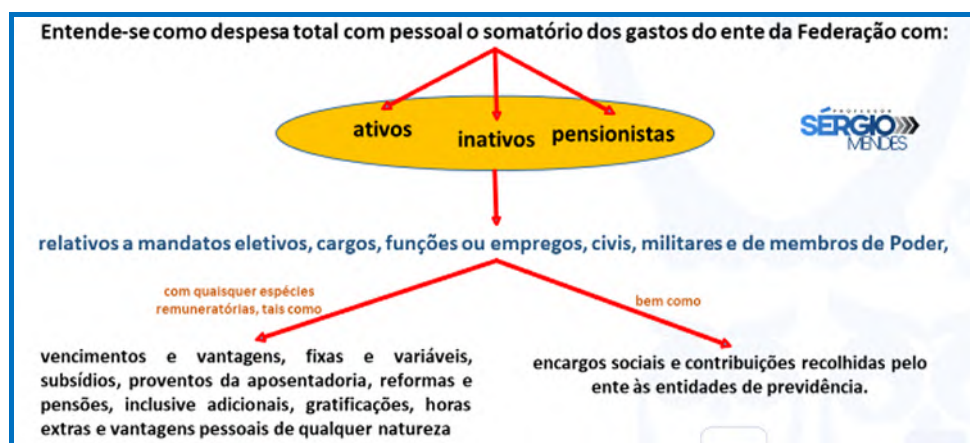 Entende-se como despesa total com pessoal o somatório dos gastos do ente da Federação com:
ativos
inativos
pensionistas
PROFESSOR
SÉRGIO
MENDES
relativos a mandatos eletivos, cargos, funções ou empregos, civis, militares e de membros de Poder,
com quaisquer espécies
remuneratórias, tais como
bem como
vencimentos e vantagens, fixas e variáveis,
subsídios, proventos da aposentadoria, reformas e
pensões, inclusive adicionais, gratificações, horas
extras e vantagens pessoais de qualquer natureza
encargos sociais e contribuições recolhidas pelo
ente às entidades de previdência.